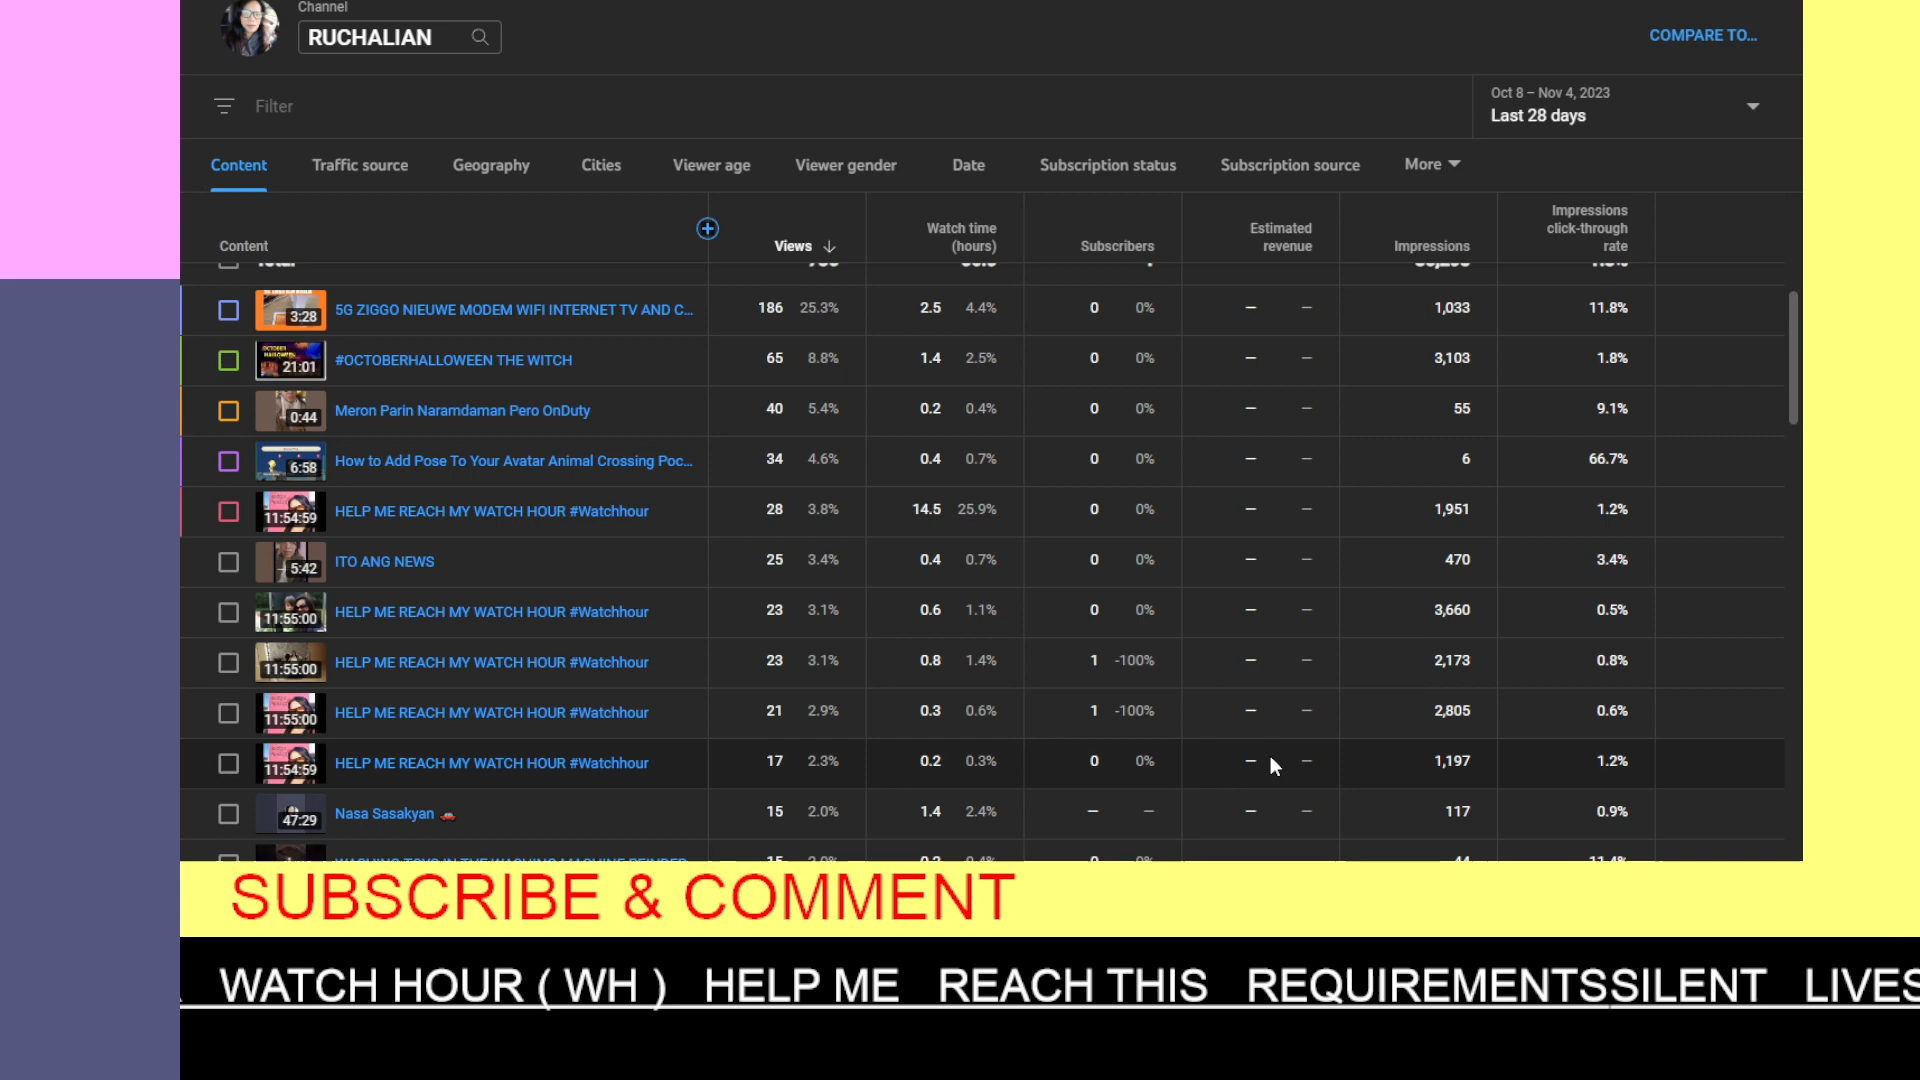 Channel
RUCHALIAN
COMPARE TO...
Filter
Oct 8 – Nov 4, 2023
Last 28 days
Content Traffic source Geography Cities Viewer age Viewer gender Date Subscription status Subscription source More
Content Views Watch time (hours) Subscribers Estimated revenue Impressions Impressions click-through rate
3:28 5G ZIGGO NIEUWE MODEM WIFI INTERNET TV AND C... 186 25.3% 2.5 4.4% 0 0% — — 1,033 11.8%
21:01 #OCTOBERHALLOWEEN THE WITCH 65 8.8% 1.4 2.5% 0 0% — — 3,103 1.8%
0:44 Meron Parin Naramdaman Pero OnDuty 40 5.4% 0.2 0.4% 0 0% — — 55 9.1%
6:58 How to Add Pose To Your Avatar Animal Crossing Poc... 34 4.6% 0.4 0.7% 0 0% — — 6 66.7%
11:54:59 HELP ME REACH MY WATCH HOUR #Watchhour 28 3.8% 14.5 25.9% 0 0% — — 1,951 1.2%
5:42 ITO ANG NEWS 25 3.4% 0.4 0.7% 0 0% — — 470 3.4%
11:55:00 HELP ME REACH MY WATCH HOUR #Watchhour 23 3.1% 0.6 1.1% 0 0% — — 3,660 0.5%
11:55:00 HELP ME REACH MY WATCH HOUR #Watchhour 23 3.1% 0.8 1.4% 1 -100% — — 2,173 0.8%
11:55:00 HELP ME REACH MY WATCH HOUR #Watchhour 21 2.9% 0.3 0.6% 1 -100% — — 2,805 0.6%
11:54:59 HELP ME REACH MY WATCH HOUR #Watchhour 17 2.3% 0.2 0.3% 0 0% — — 1,197 1.2%
47:29 Nasa Sasakyan 🚗 15 2.0% 1.4 2.4% — — — — 117 0.9%
SUBSCRIBE & COMMENT
WATCH HOUR ( WH ) HELP ME REACH THIS REQUIREMENTSSILENT LIVES